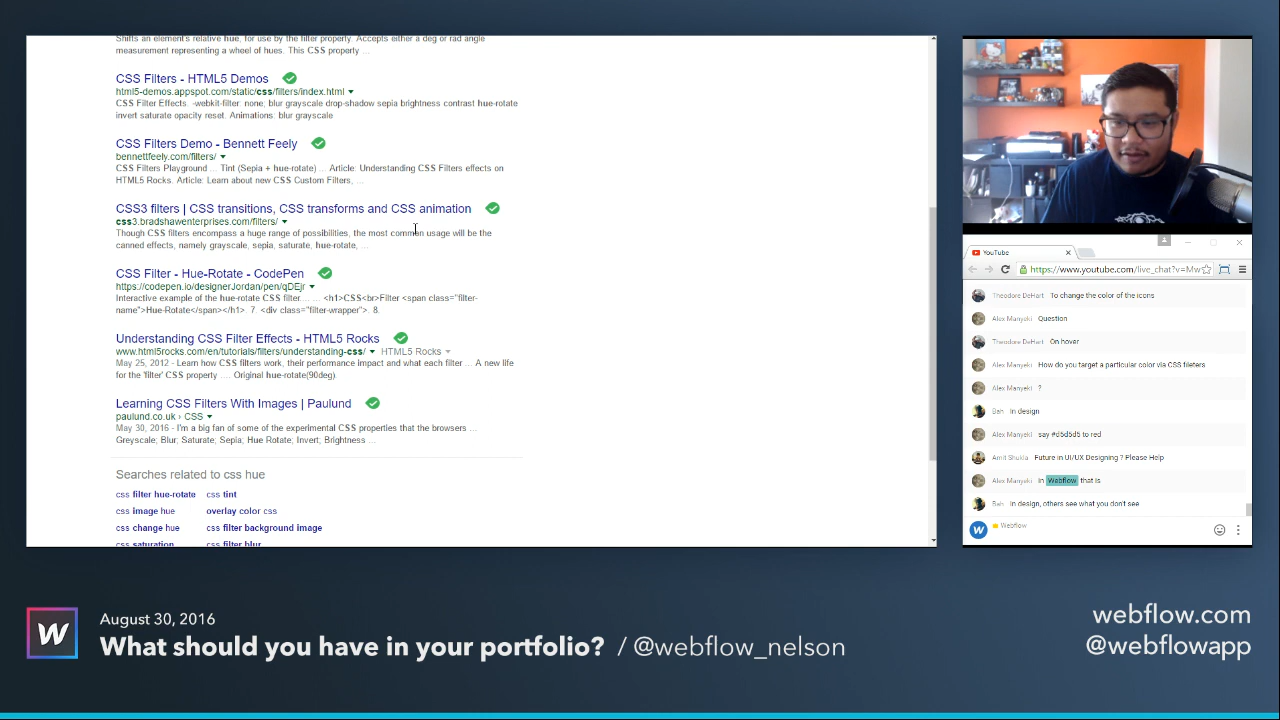 Shifts an element's relative hue, for use by the filter property. Accepts either a deg or rad angle
measurement representing a wheel of hues. This CSS property ...
CSS Filters - HTML5 Demos
html5-demos.appspot.com/static/css/filters/index.html
CSS Filter Effects. -webkit-filter: none; blur grayscale drop-shadow sepia brightness contrast hue-rotate
invert saturate opacity reset. Animations: blur grayscale
CSS Filters Demo - Bennett Feely
bennettfeely.com/filters/
CSS Filters Playground ... Tint (Sepia + hue-rotate) ... Article: Understanding CSS Filters effects on
HTML5 Rocks. Article: Learn about new CSS Custom Filters, ...
CSS3 filters | CSS transitions, CSS transforms and CSS animation
css3.bradshawenterprises.com/filters/
Though CSS filters encompass a huge range of possibilities, the most common usage will be the
canned effects, namely grayscale, sepia, saturate, hue-rotate, ...
CSS Filter - Hue-Rotate - CodePen
https://codepen.io/designerJordan/pen/qDEjr
Interactive example of the hue-rotate CSS filter.... ... <h1>CSS<br>Filter <span class="filter-
name">Hue-Rotate</span></h1>. 7. <div class="filter-wrapper">. 8.
Understanding CSS Filter Effects - HTML5 Rocks
www.html5rocks.com/en/tutorials/filters/understanding-css/ HTML5 Rocks
May 25, 2012 - Learn how CSS filters work, their performance impact and what each filter ... A new life
for the 'filter' CSS property .... Original hue-rotate(90deg).
Learning CSS Filters With Images | Paulund
paulund.co.uk › CSS
May 30, 2016 - I'm a big fan of some of the experimental CSS properties that the browsers ...
Greyscale; Blur; Saturate; Sepia; Hue Rotate; Invert; Brightness ...
Searches related to css hue
css filter hue-rotate css tint
css image hue overlay color css
css change hue css filter background image
css saturation css filter blur
YouTube
https://www.youtube.com/live_chat?v=Mw
Theodore DeHart To change the color of the icons
Alex Manyeki Question
Theodore DeHart On hover
Alex Manyeki How do you target a particular color via CSS fileters
Alex Manyeki ?
Bah In design
Alex Manyeki say #d5d5d5 to red
Amit Shukla Future in UI/UX Designing ? Please Help
Alex Manyeki in Webflow that is
Bah In design, others see what you don't see
W Webflow
W
August 30, 2016
What should you have in your portfolio? / @webflow_nelson
webflow.com
@webflowapp